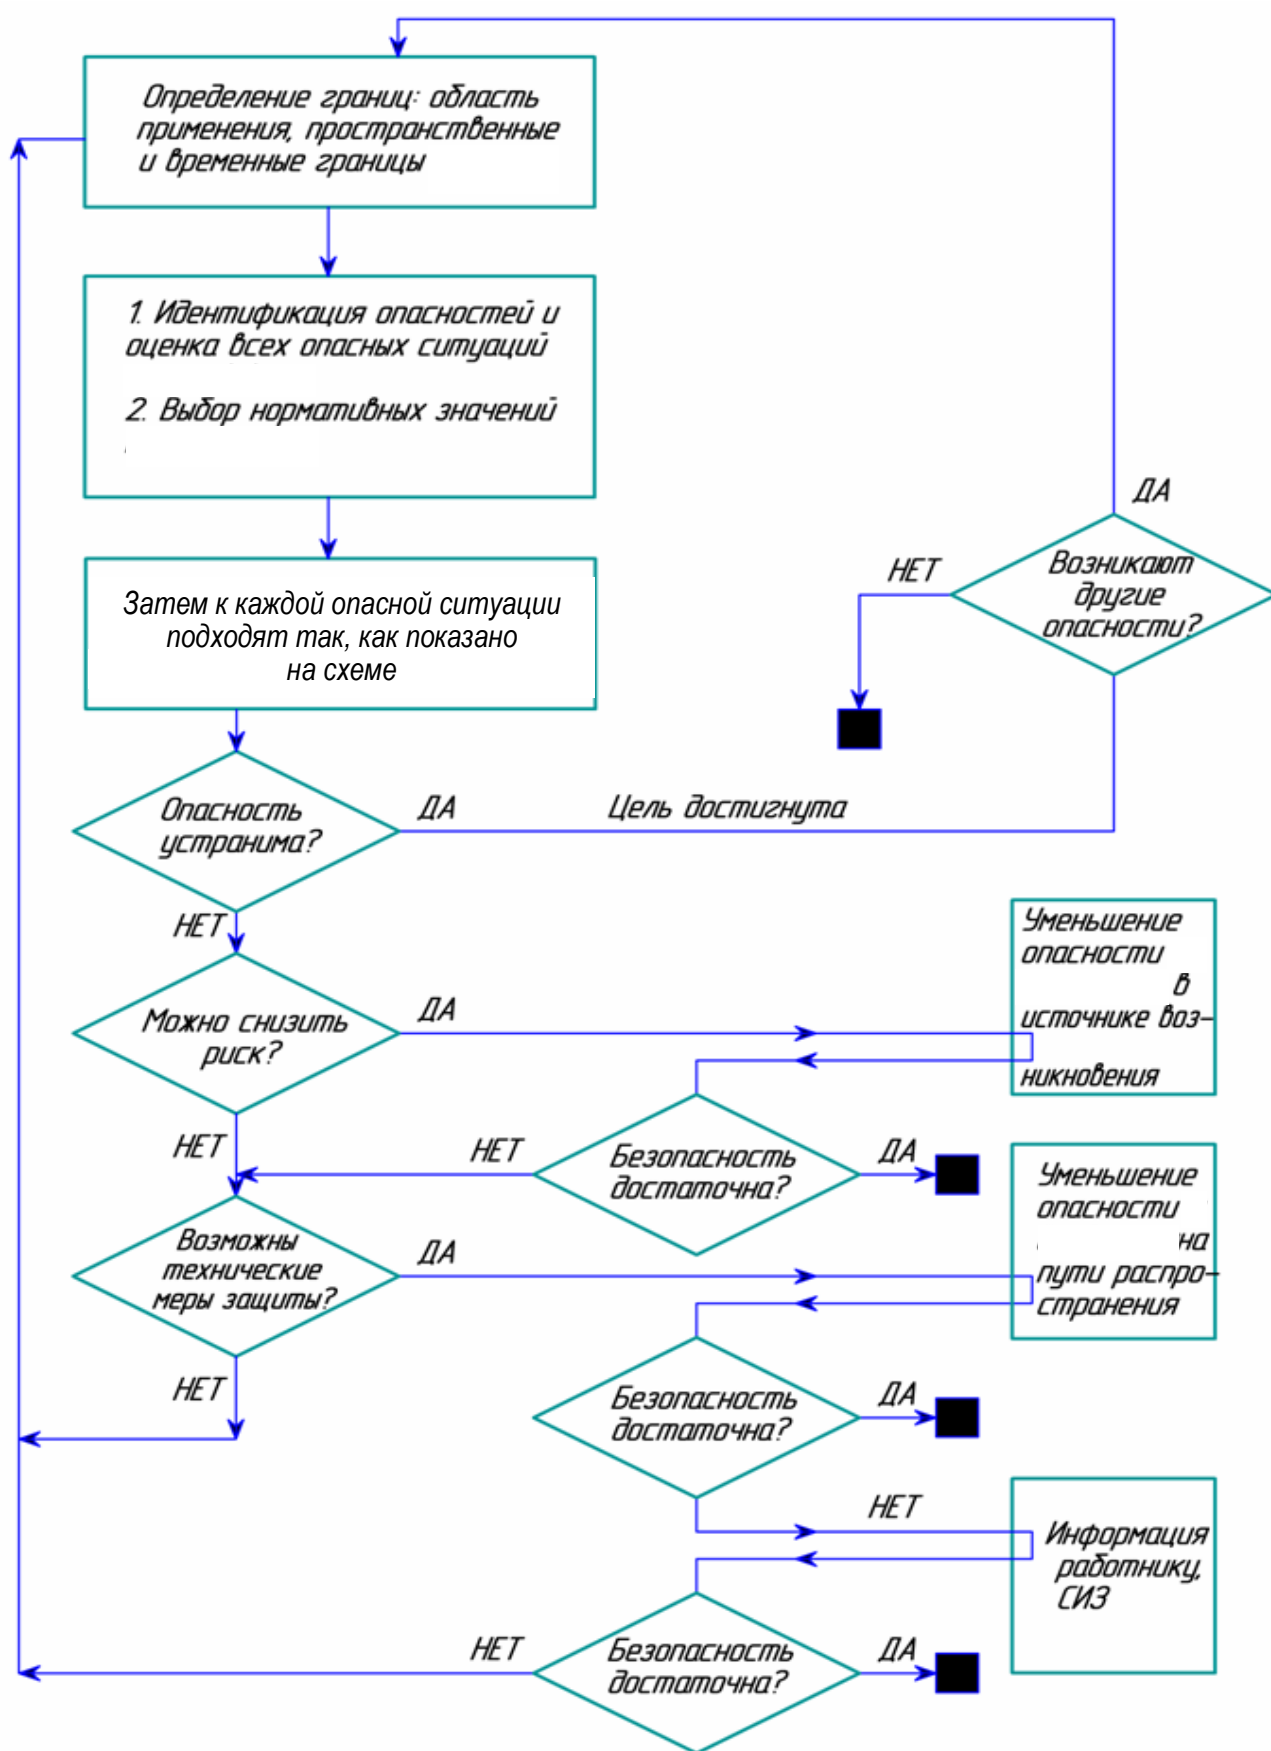 Определение границ: область
применения, пространственные
и временные границы
1. Идентификация опасностей и
оценка всех опасных ситуаций
2. Выбор нормативных значений
Затем к каждой опасной ситуации
подходят так, как показано
на схеме
ДА
НЕТ
Возникают
другие
опасности?
Опасность
устранима?
ДА
Цель достигнута
НЕТ
Уменьшение
опасности
в
источнике воз-
никновения
Можно снизить
риск?
ДА
НЕТ
НЕТ
Безопасность
достаточна?
ДА
Уменьшение
опасности
на
пути распро-
странения
Возможны
технические
меры защиты?
ДА
НЕТ
Безопасность
достаточна?
ДА
НЕТ
Информация
работнику,
СИЗ
НЕТ
Безопасность
достаточна?
ДА